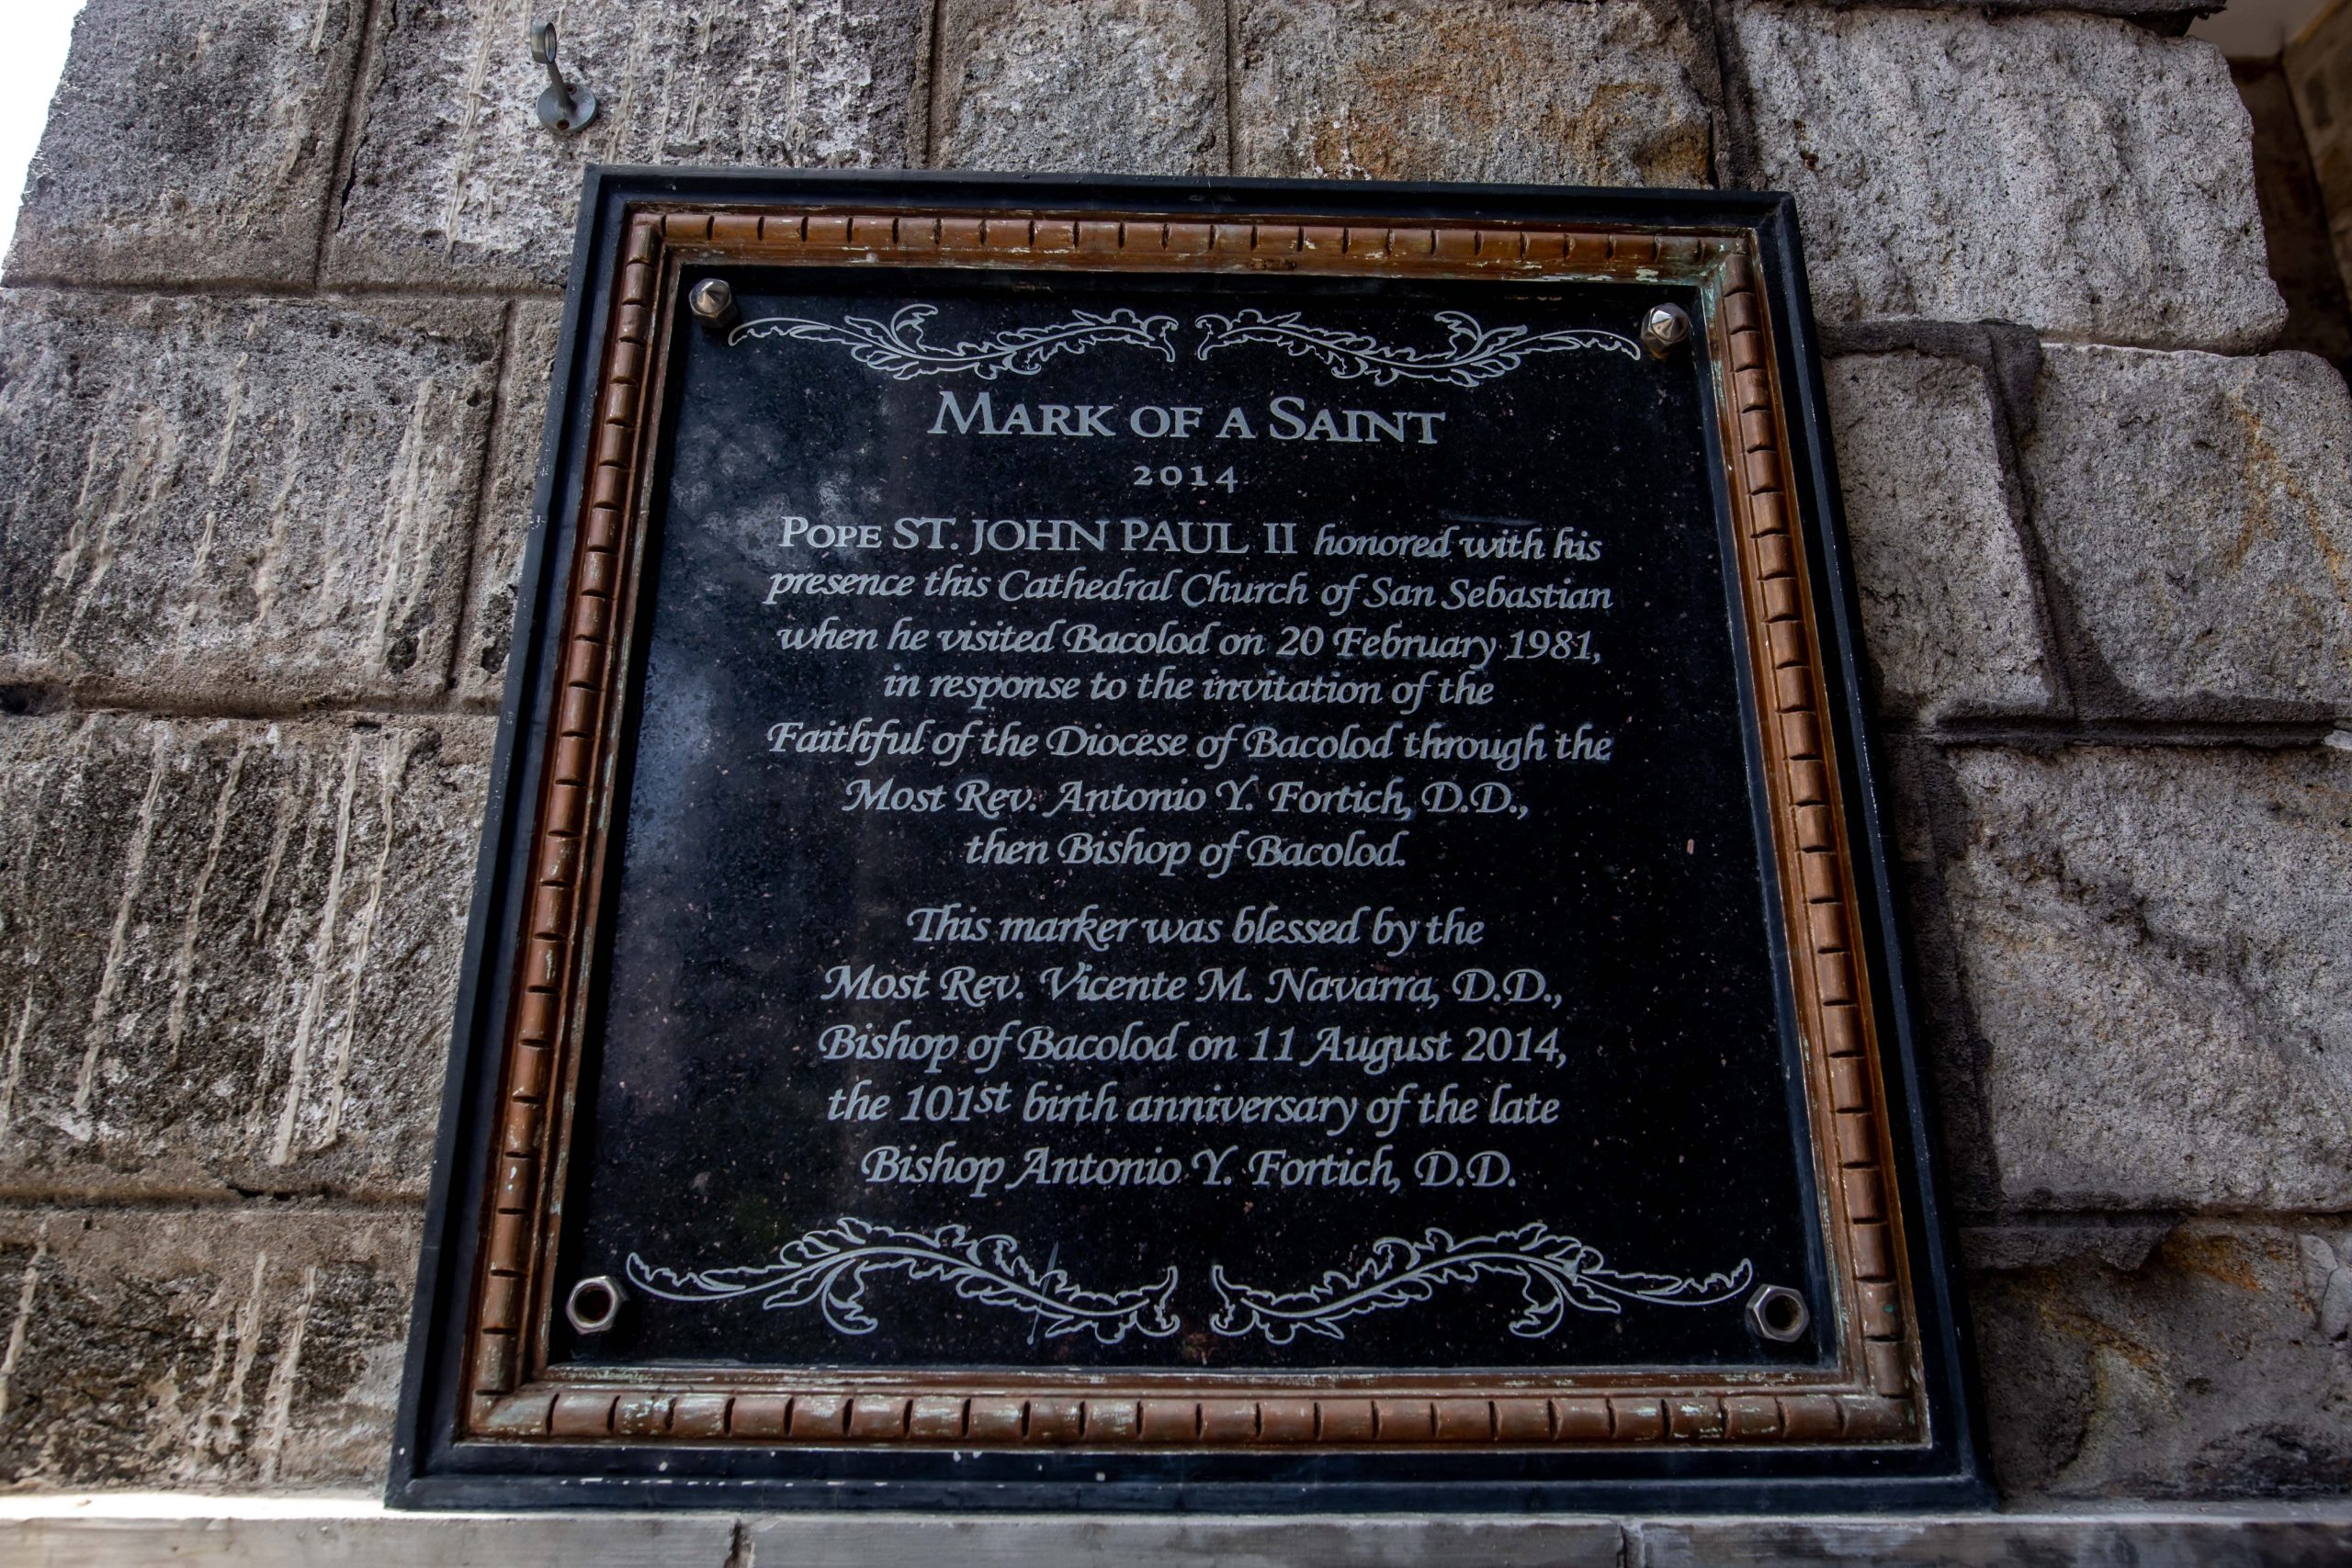 MARK OF A SAINT
2014
POPE ST. JOHN PAUL II honored with his
presence this Cathedral Church of San Sebastian
when he visited Bacolod on 20 February 1981,
in response to the invitation of the
Faithful of the Diocese of Bacolod through the
Most Rev. Antonio Y. Fortich, D.D.,
then Bishop of Bacolod.
This marker was blessed by the
Most Rev. Vicente M. Navarra, D.D.,
Bishop of Bacolod on 11 August 2014,
the 101st birth anniversary of the late
Bishop Antonio Y. Fortich, D.D.